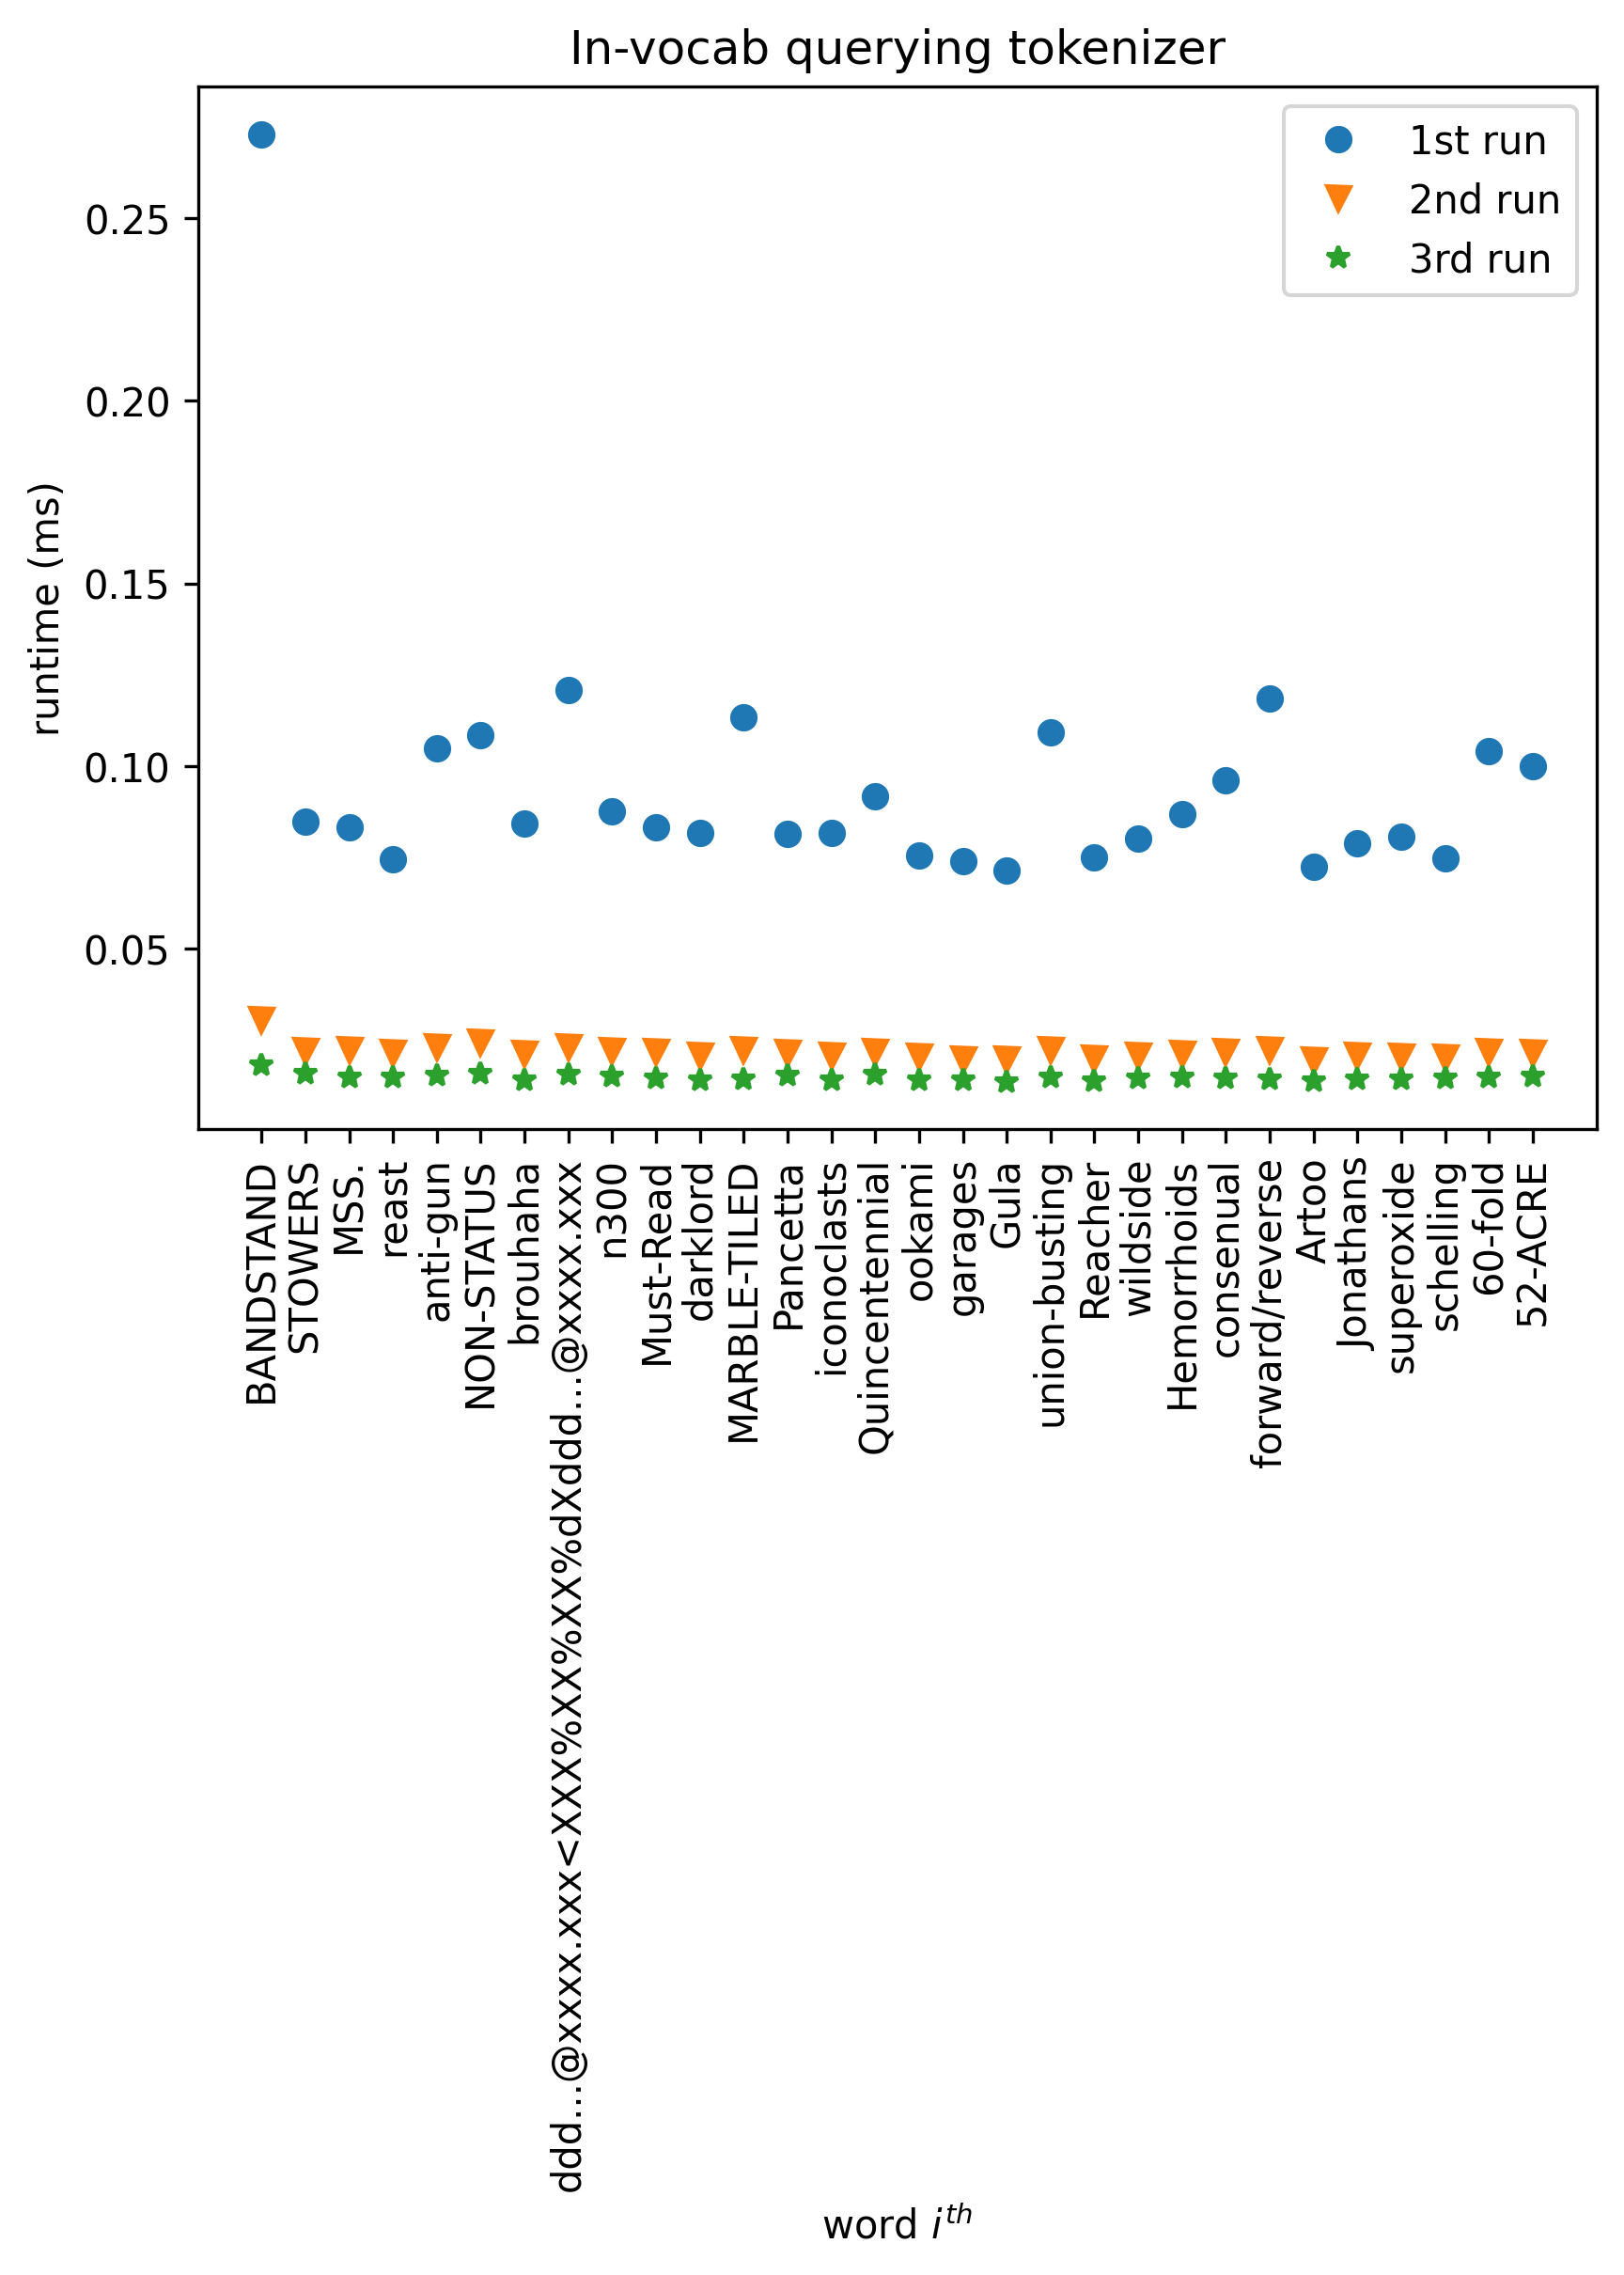 In-vocab querying tokenizer
1st run
2nd run
3rd run
runtime (ms)
0.25
0.20
0.15
0.10
0.05
BANDSTAND
STOWERS
MSS.
reast
anti-gun
NON-STATUS
brouhaha
ddd...@xxxx.xxx<XXX%XX%XX%dXddd...@xxxx.xxx
n300
Must-Read
darklord
MARBLE-TILED
Pancetta
iconoclasts
Quincentennial
ookami
garages
Gula
union-busting
Reacher
wildside
Hemorrhoids
consenual
forward/reverse
Artoo
Jonathans
superoxide
schelling
60-fold
52-ACRE
word i^th